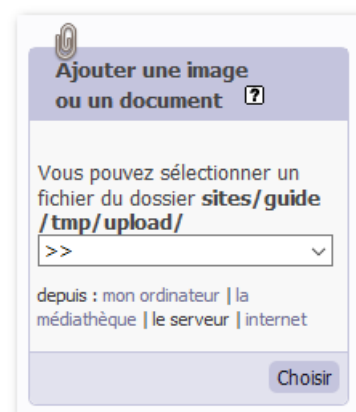 Ajouter une image
ou un document ?
Vous pouvez sélectionner un
fichier du dossier sites/guide
/tmp/upload/
>>
depuis : mon ordinateur | la
médiathèque | le serveur | internet
Choisir